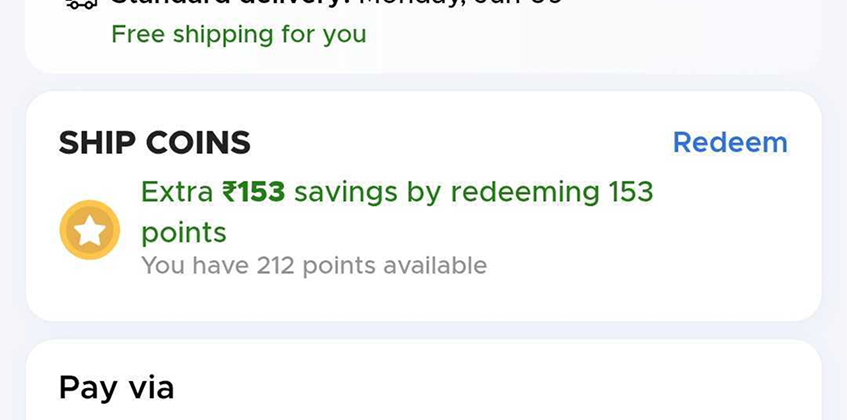 Free shipping for you
SHIP COINS
Redeem
Extra ₹153 savings by redeeming 153
points
You have 212 points available
Pay via